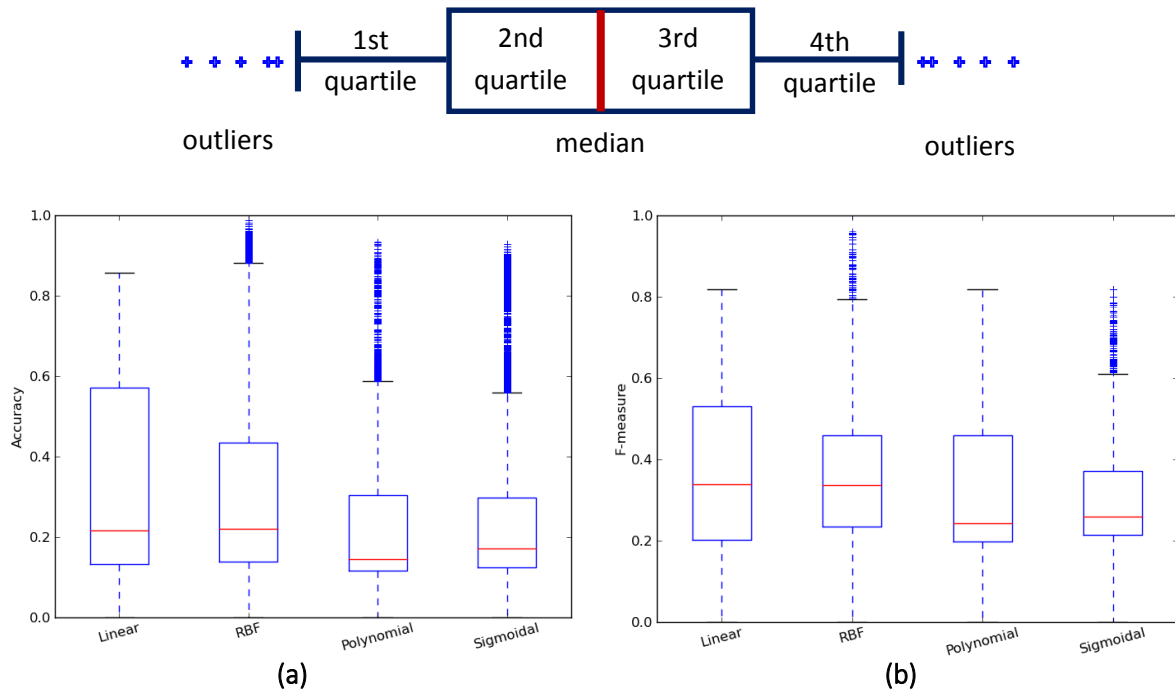 1st
quartile
2nd
quartile
3rd
quartile
4th
quartile
outliers
median
outliers
1.0
0.8
0.6
0.4
0.2
0.0
Accuracy
Linear
RBF
Polynomial
Sigmoidal
(a)
1.0
0.8
0.6
0.4
0.2
0.0
F-measure
Linear
RBF
Polynomial
Sigmoidal
(b)